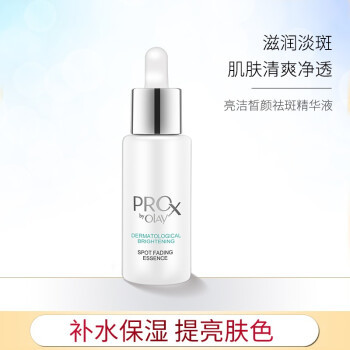 滋润淡斑
肌肤清爽净透
亮洁皙颜祛斑精华液
PROX
by OLAY
DERMATOLOGICAL
BRIGHTENING
SPOT FADING
ESSENCE
补水保湿 提亮肤色